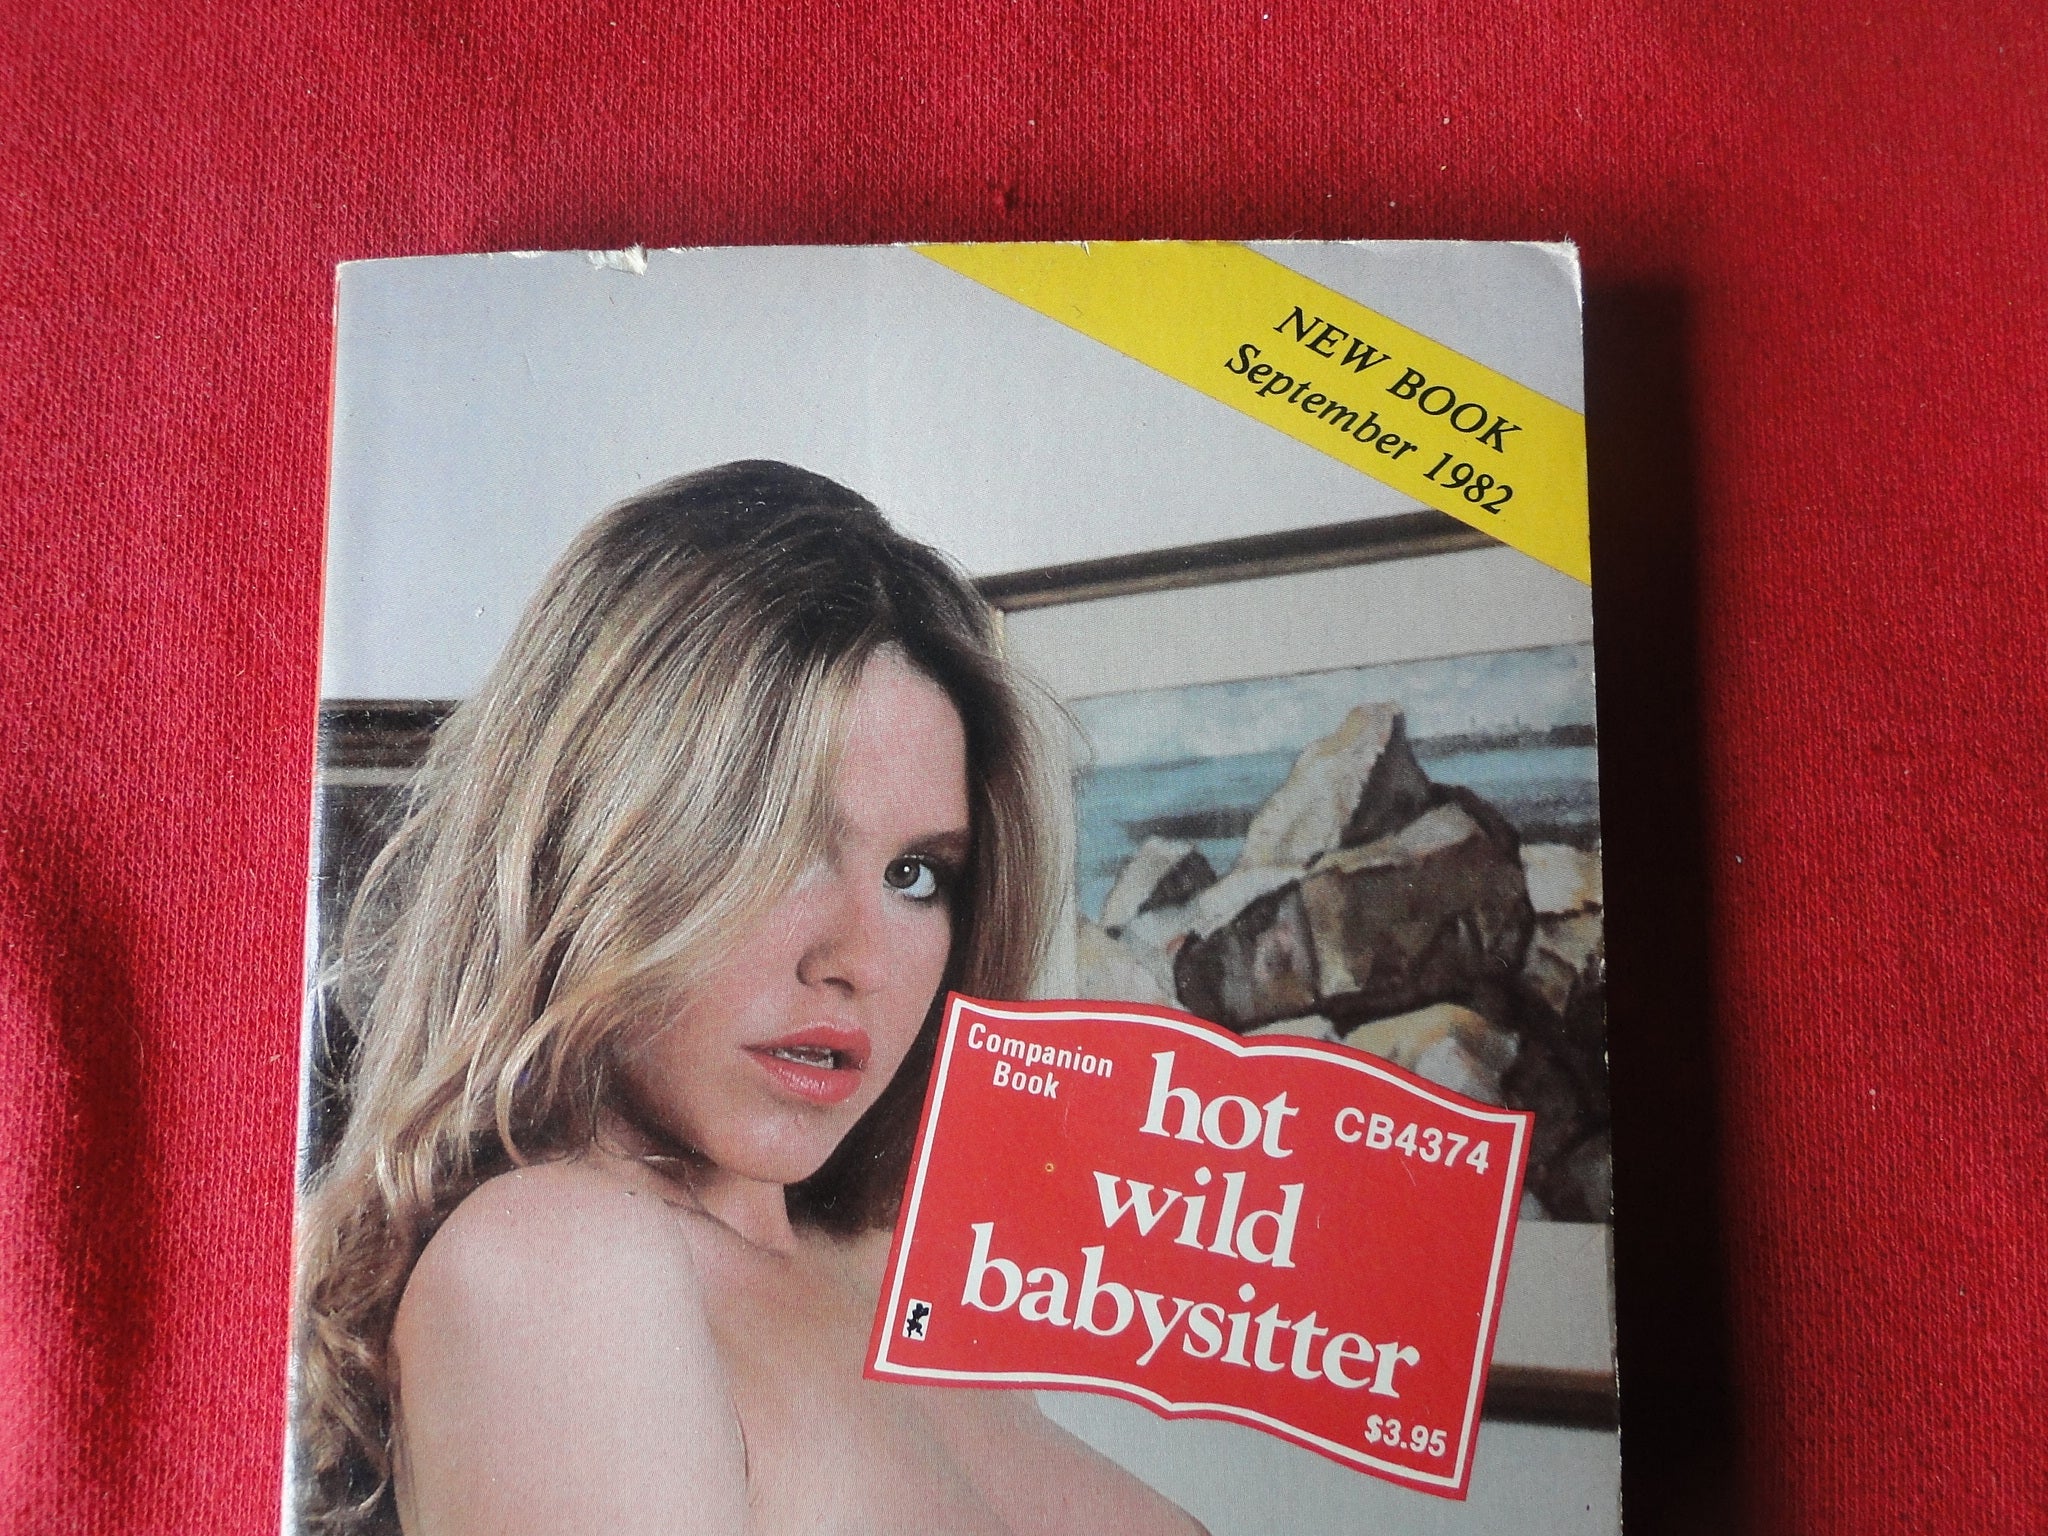 NEW BOOK
September 1982
Companion
Book
hot
CB4374
wild
babysitter
$3.95